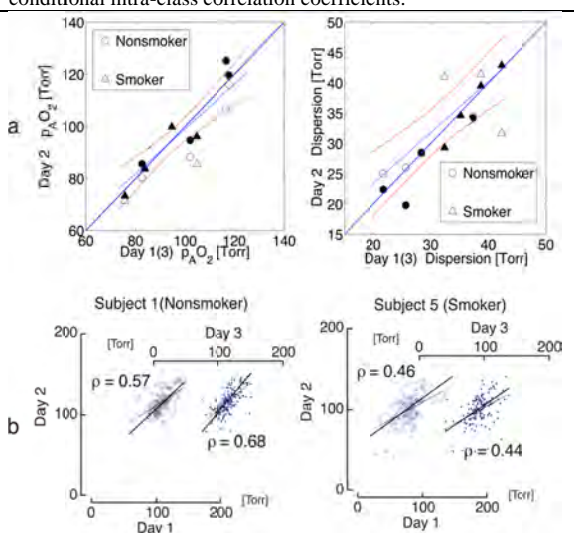 conditional intra-class correlation coefficients.
a
140
120
100
80
60
Day 2 pAO2 [Torr]
Nonsmoker
Smoker
60 80 100 120 140
Day 1(3) pAO2 [Torr]
50
45
40
35
30
25
20
15
Day 2 Dispersion [Torr]
Nonsmoker
Smoker
20 30 40 50
Day 1(3) Dispersion [Torr]
b
Subject 1(Nonsmoker)
200
[Torr] Day 3
0 100 200
Day 2
100
ρ = 0.57
ρ = 0.68
0
0 100 200
[Torr]
Day 1
Subject 5 (Smoker)
200
[Torr] Day 3
0 100 200
Day 2
100
ρ = 0.46
ρ = 0.44
0
0 100 200
[Torr]
Day 1